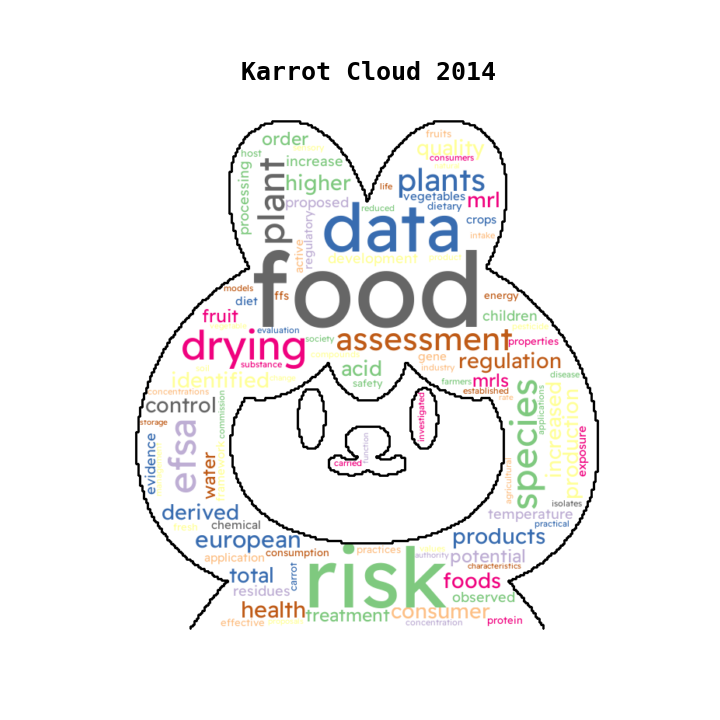 Karrot Cloud 2014
order
fruits
quality
host
consumers
increase
plant
processing
higher
life
plants
vegetables
mrl
proposed
reduced
dietary
crops
data
regulatory
active
intake
development
food
models
ffs
energy
diet
fruit
children
evaluation
drying
society
assessment
properties
substance
gene
regulation
acid
industry
safety
farmers
mrls
disease
identified
established
concentrations
control
commission
storage
efsa
evidence
water
investigated
function
carried
species
applications
increased
production
exposure
agricultural
isolates
derived
temperature
chemical
practical
european
products
consumption
practices
authority
potential
application
characteristics
total
carrot
risk
foods
residues
observed
health
treatment
consumer
effective
concentration
protein